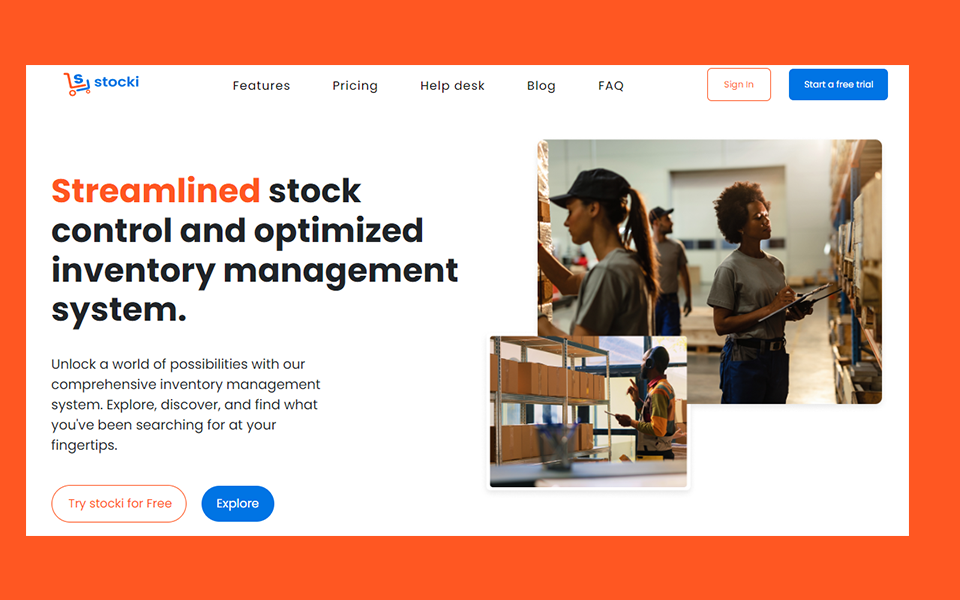 stocki
Features
Pricing
Help desk
Blog
FAQ
Sign In
Start a free trial
Streamlined stock
control and optimized
inventory management
system.
Unlock a world of possibilities with our
comprehensive inventory management
system. Explore, discover, and find what
you've been searching for at your
fingertips.
Try stocki for Free
Explore